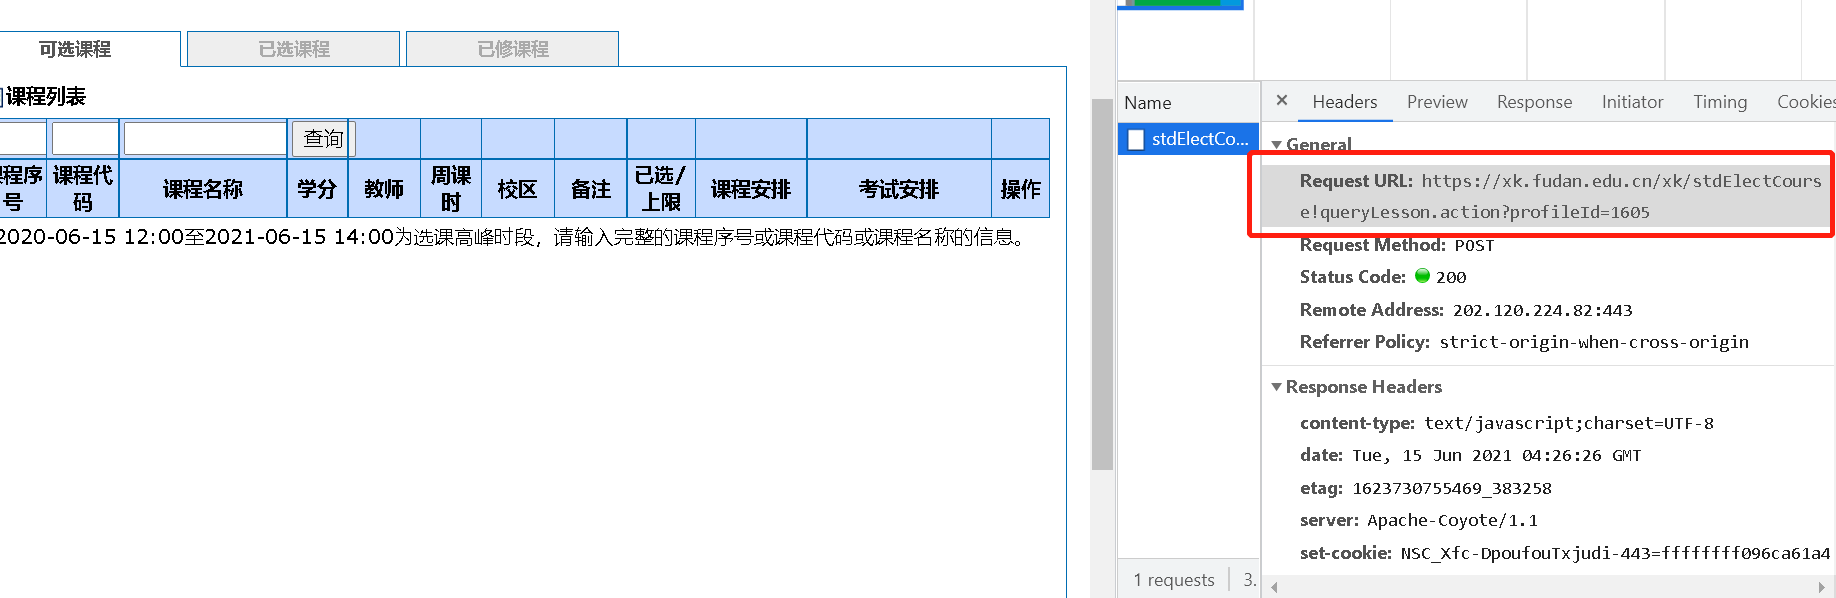 可选课程
已选课程
已修课程
课程列表
查询
程序号
课程代码
课程名称
学分
教师
周课时
校区
备注
已选/上限
课程安排
考试安排
操作
2020-06-15 12:00至2021-06-15 14:00为选课高峰时段，请输入完整的课程序号或课程代码或课程名称的信息。
Name
stdElectCo...
1 requests
3.
× Headers Preview Response Initiator Timing Cookies
General
Request URL: https://xk.fudan.edu.cn/xk/stdElectCours
e!queryLesson.action?profileId=1605
Request Method: POST
Status Code: 200
Remote Address: 202.120.224.82:443
Referrer Policy: strict-origin-when-cross-origin
Response Headers
content-type: text/javascript;charset=UTF-8
date: Tue, 15 Jun 2021 04:26:26 GMT
etag: 1623730755469_383258
server: Apache-Coyote/1.1
set-cookie: NSC_Xfc-DpoufouTxjudi-443=ffffffff096ca61a4